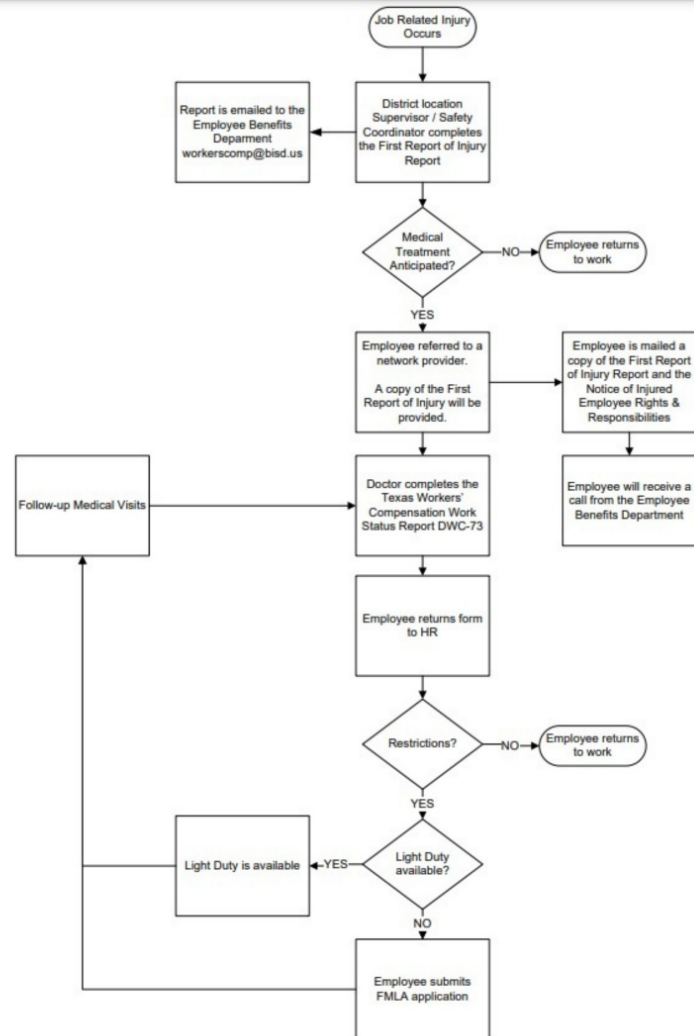 Job Related Injury
Occurs
Report is emailed to the
Employee Benefits
Deparment
workerscomp@bisd.us
District location
Supervisor / Safety
Coordinator completes
the First Report of Injury
Report
Medical
Treatment
Anticipated?
NO
Employee returns
to work
YES
Employee referred to a
network provider.
A copy of the First
Report of Injury will be
provided.
Employee is mailed a
copy of the First Report
of Injury Report and the
Notice of Injured
Employee Rights &
Responsibilities
Follow-up Medical Visits
Doctor completes the
Texas Workers'
Compensation Work
Status Report DWC-73
Employee will receive a
call from the Employee
Benefits Department
Employee returns form
to HR
Restrictions?
NO
Employee returns
to work
YES
Light Duty is available
YES
Light Duty
available?
NO
Employee submits
FMLA application